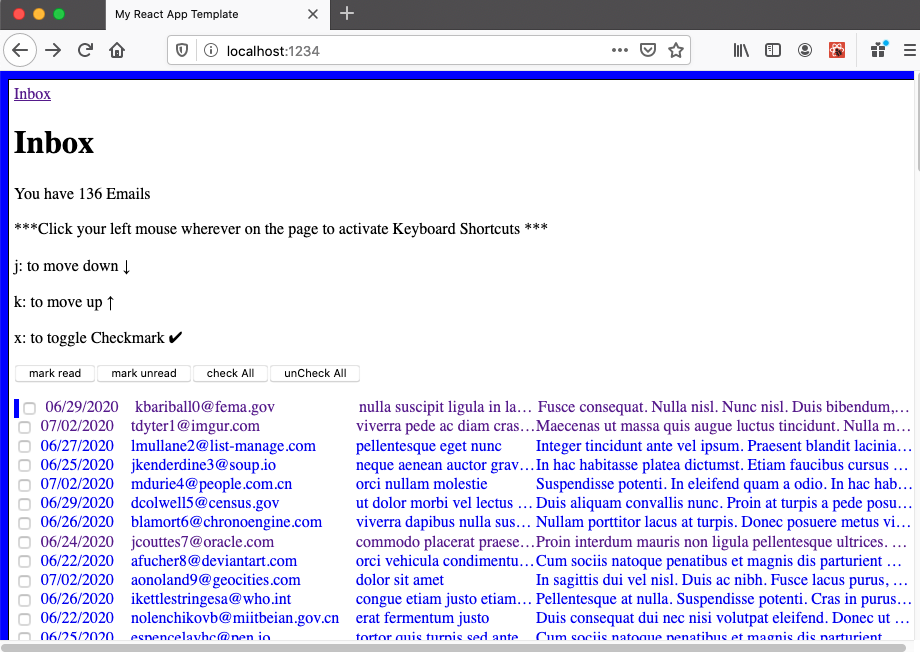 My React App Template
localhost:1234
Inbox
Inbox
You have 136 Emails
***Click your left mouse wherever on the page to activate Keyboard Shortcuts ***
j: to move down ↓
k: to move up ↑
x: to toggle Checkmark ✔
mark read mark unread check All unCheck All
06/29/2020 kbariball0@fema.gov nulla suscipit ligula in la… Fusce consequat. Nulla nisl. Nunc nisl. Duis bibendum,…
07/02/2020 tdyter1@imgur.com viverra pede ac diam cras… Maecenas ut massa quis augue luctus tincidunt. Nulla m…
06/27/2020 lmullane2@list-manage.com pellentesque eget nunc Integer tincidunt ante vel ipsum. Praesent blandit lacinia…
06/25/2020 jkenderdine3@soup.io neque aenean auctor grav… In hac habitasse platea dictumst. Etiam faucibus cursus …
07/02/2020 mdurie4@people.com.cn orci nullam molestie Suspendisse potenti. In eleifend quam a odio. In hac hab…
06/29/2020 dcolwell5@census.gov ut dolor morbi vel lectus … Duis aliquam convallis nunc. Proin at turpis a pede posu…
06/26/2020 blamort6@chronoengine.com viverra dapibus nulla sus… Nullam porttitor lacus at turpis. Donec posuere metus vi…
06/24/2020 jcouttes7@oracle.com commodo placerat praese… Proin interdum mauris non ligula pellentesque ultrices. …
06/22/2020 afucher8@deviantart.com orci vehicula condimentu… Cum sociis natoque penatibus et magnis dis parturient …
07/02/2020 aonoland9@geocities.com dolor sit amet In sagittis dui vel nisl. Duis ac nibh. Fusce lacus purus, …
06/26/2020 ikettlestringesa@who.int congue etiam justo etiam… Pellentesque at nulla. Suspendisse potenti. Cras in purus…
06/22/2020 nolenchikovb@miitbeian.gov.cn erat fermentum justo Duis consequat dui nec nisi volutpat eleifend. Donec ut …
06/25/2020 espencelayhc@pen.io tortor quis turpis sed ante… Cum sociis natoque penatibus et magnis dis parturient …